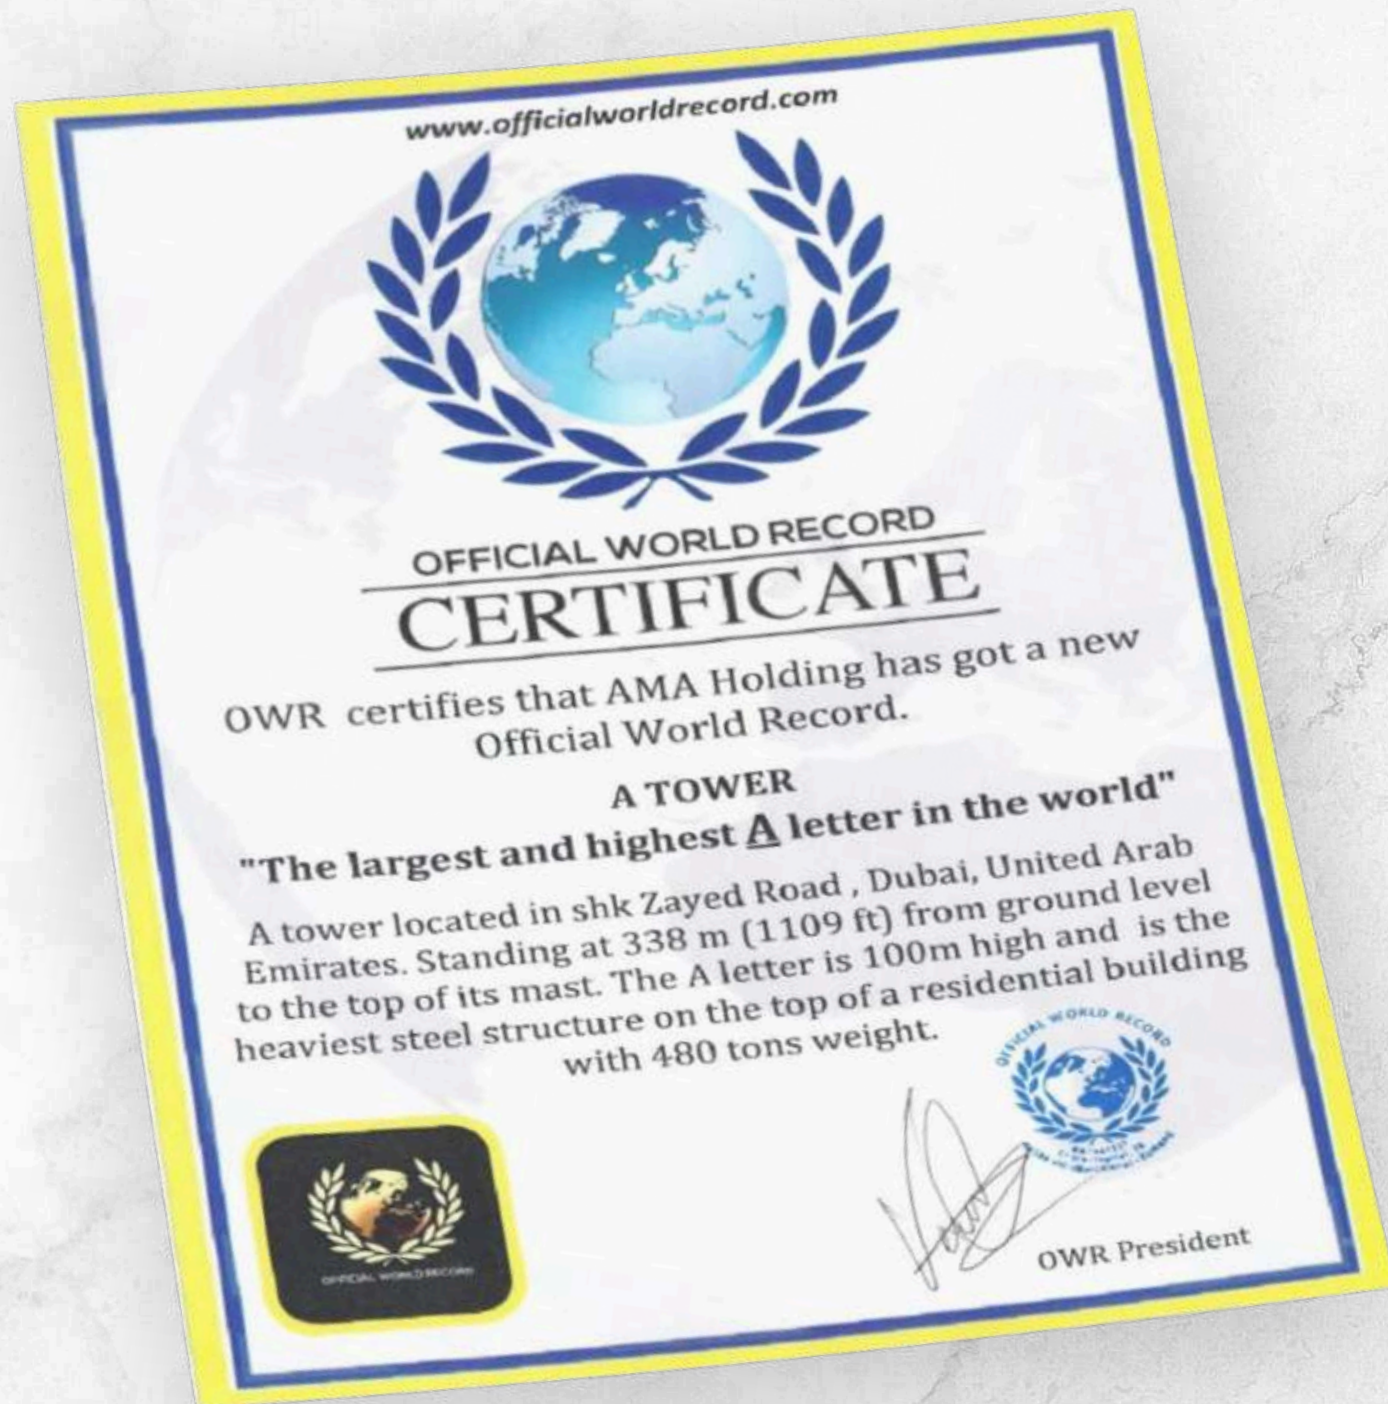 www.officialworldrecord.com
OFFICIAL WORLD RECORD
CERTIFICATE
OWR certifies that AMA Holding has got a new
Official World Record.
A TOWER
"The largest and highest A letter in the world"
A tower located in shk Zayed Road , Dubai, United Arab
Emirates. Standing at 338 m (1109 ft) from ground level
to the top of its mast. The A letter is 100m high and is the
heaviest steel structure on the top of a residential building
with 480 tons weight.
OFFICIAL WORLD RECORD
OFFICIAL WORLD RECORD
OWR President